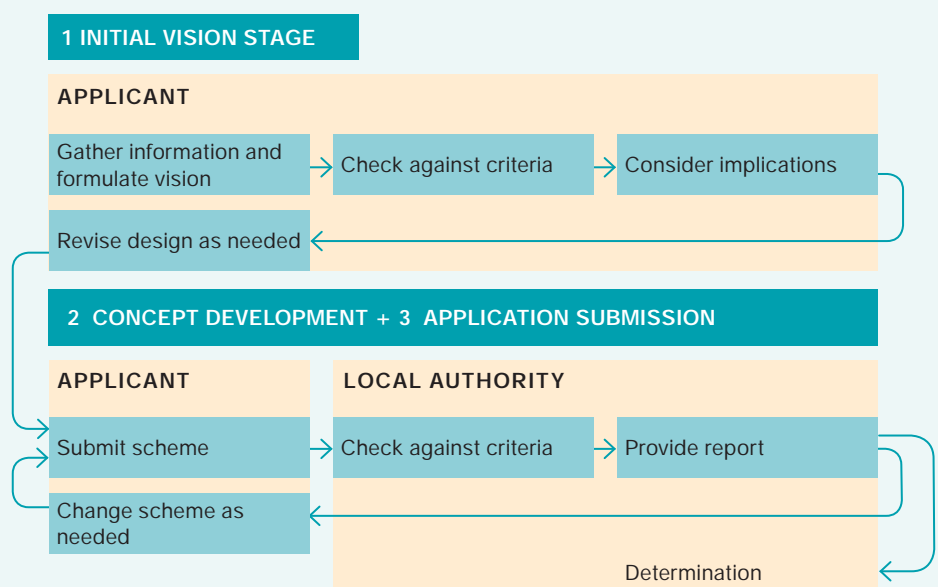 1 INITIAL VISION STAGE
APPLICANT
Gather information and
formulate vision
Check against criteria
Consider implications
Revise design as needed
2 CONCEPT DEVELOPMENT + 3 APPLICATION SUBMISSION
APPLICANT
LOCAL AUTHORITY
Submit scheme
Check against criteria
Provide report
Change scheme as
needed
Determination